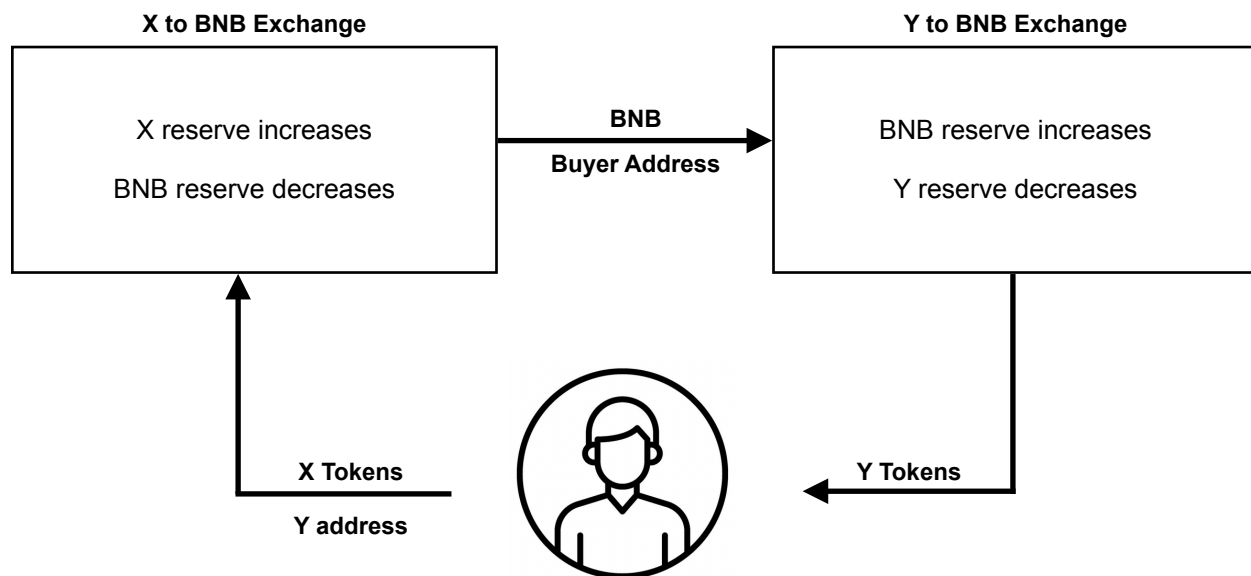 X to BNB Exchange
Y to BNB Exchange
X reserve increases
BNB reserve decreases
BNB
Buyer Address
BNB reserve increases
Y reserve decreases
X Tokens
Y address
Y Tokens